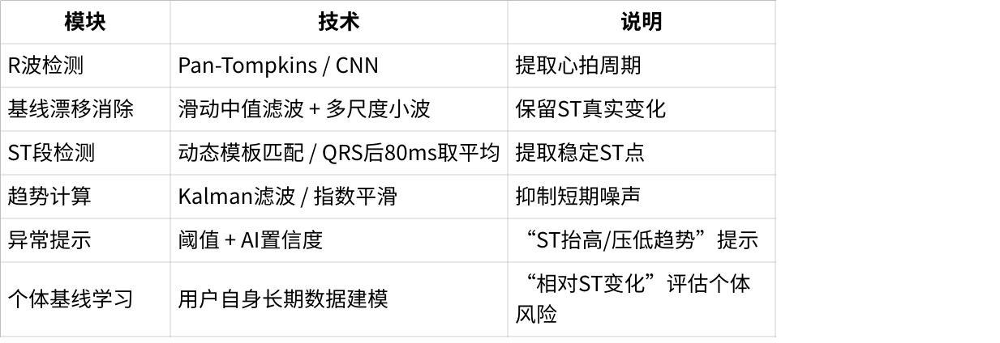 模块 技术 说明
R波检测 Pan-Tompkins / CNN 提取心拍周期
基线漂移消除 滑动中值滤波 + 多尺度小波 保留ST真实变化
ST段检测 动态模板匹配 / QRS后80ms取平均 提取稳定ST点
趋势计算 Kalman滤波 / 指数平滑 抑制短期噪声
异常提示 阈值 + AI置信度 “ST抬高/压低趋势”提示
个体基线学习 用户自身长期数据建模 “相对ST变化”评估个体
风险